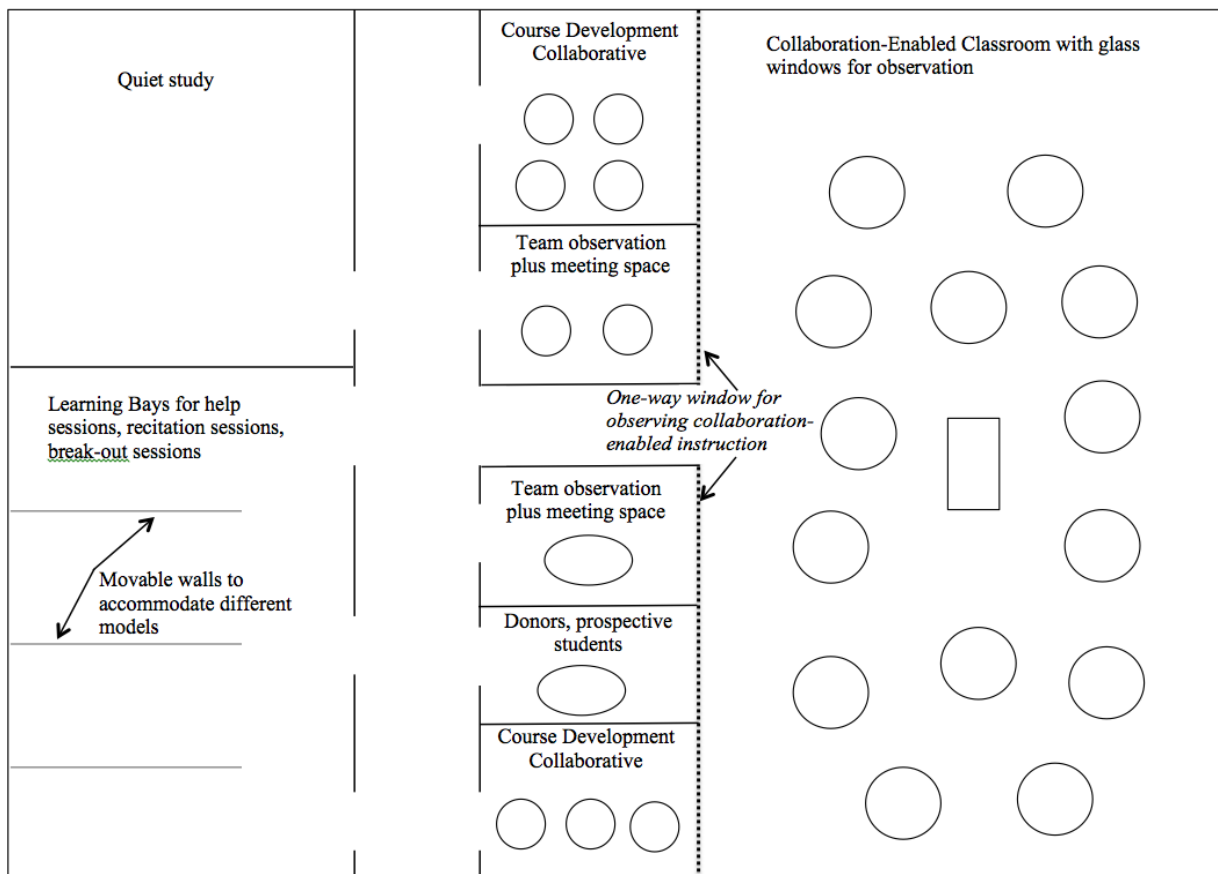 Quiet study
Learning Bays for help
sessions, recitation sessions,
break-out sessions
Movable walls to
accommodate different
models
Course Development
Collaborative
Team observation
plus meeting space
One-way window for
observing collaboration-
enabled instruction
Team observation
plus meeting space
Donors, prospective
students
Course Development
Collaborative
Collaboration-Enabled Classroom with glass
windows for observation